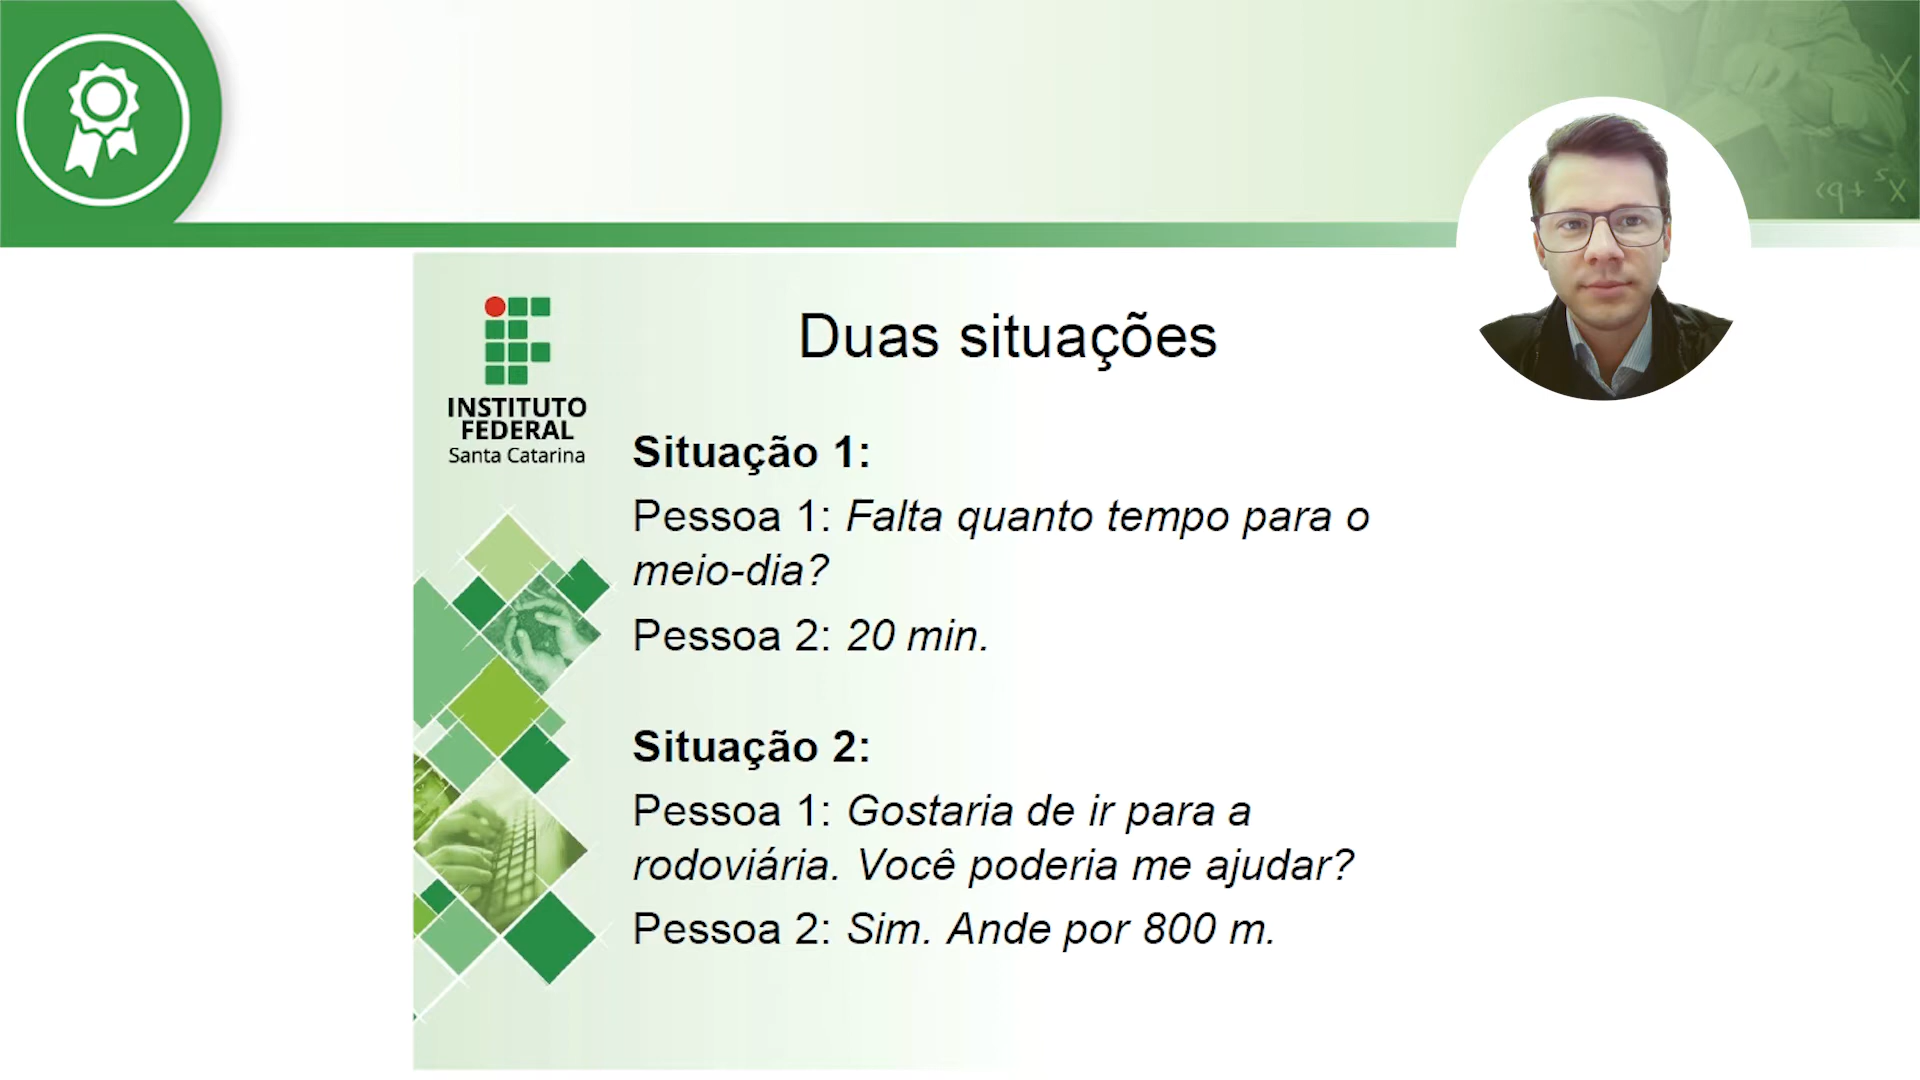 INSTITUTO
FEDERAL
Santa Catarina
Duas situações
Situação 1:
Pessoa 1: Falta quanto tempo para o
meio-dia?
Pessoa 2: 20 min.
Situação 2:
Pessoa 1: Gostaria de ir para a
rodoviária. Você poderia me ajudar?
Pessoa 2: Sim. Ande por 800 m.